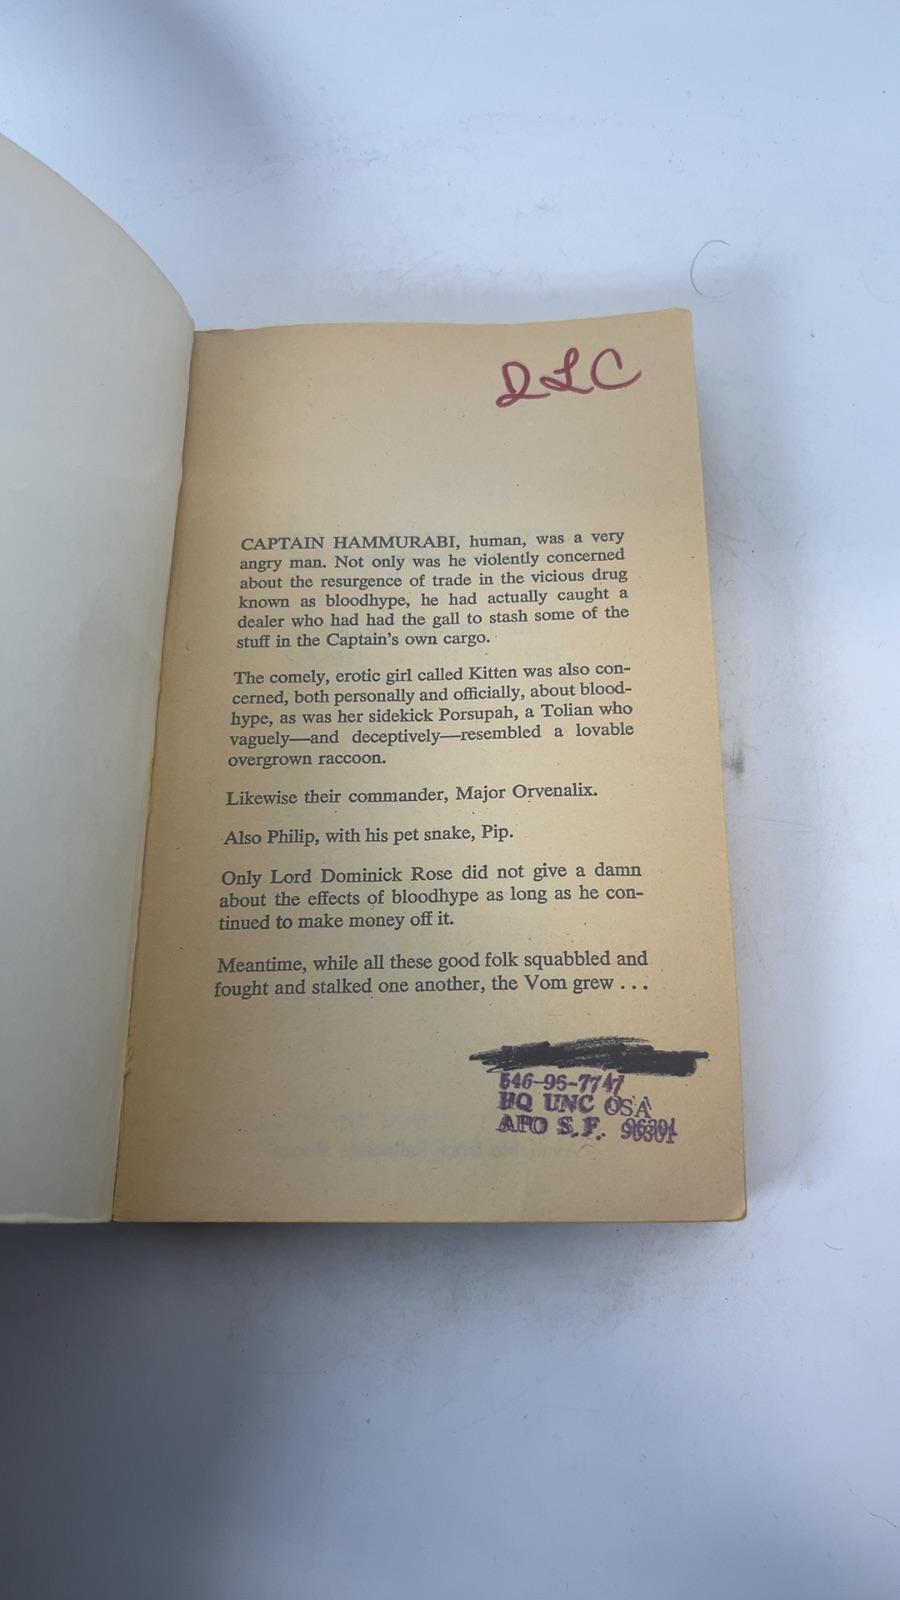 DLC
CAPTAIN HAMMURABI, human, was a very
angry man. Not only was he violently concerned
about the resurgence of trade in the vicious drug
known as bloodhype, he had actually caught a
dealer who had had the gall to stash some of the
stuff in the Captain's own cargo.
The comely, erotic girl called Kitten was also con-
cerned, both personally and officially, about blood-
hype, as was her sidekick Porsupah, a Tolian who
vaguely—and deceptively—resembled a lovable
overgrown raccoon.
Likewise their commander, Major Orvenalix.
Also Philip, with his pet snake, Pip.
Only Lord Dominick Rose did not give a damn
about the effects of bloodhype as long as he con-
tinued to make money off it.
Meantime, while all these good folk squabbled and
fought and stalked one another, the Vom grew . . .
546-96-7747
HQ UNC OSA
APO S.F. 96301